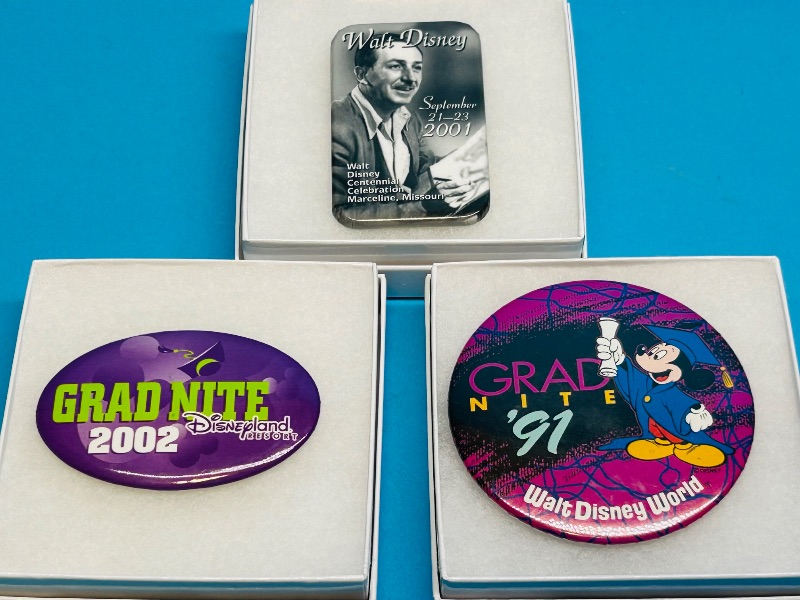 Walt Disney
September
21—23
2001
Walt
Disney
Centennial
Celebration
Marceline, Missouri
GRAD NITE
2002 Disneyland
RESORT
GRAD
NITE
'91
©DISNEY
Walt Disney World